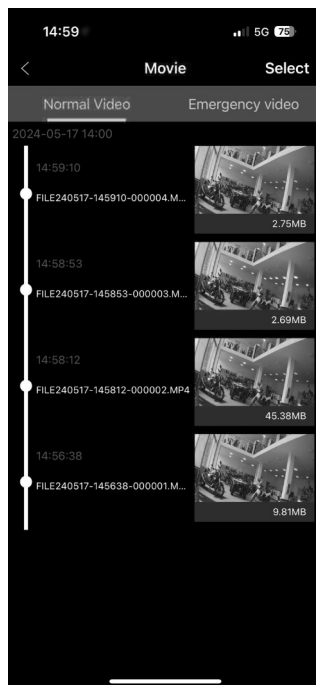 14:59
5G 75
Movie
Select
Normal Video
Emergency video
2024-05-17 14:00
14:59:10
FILE240517-145910-000004.M...
2.75MB
14:58:53
FILE240517-145853-000003.M...
2.69MB
14:58:12
FILE240517-145812-000002.MP4
45.38MB
14:56:38
FILE240517-145638-000001.M...
9.81MB